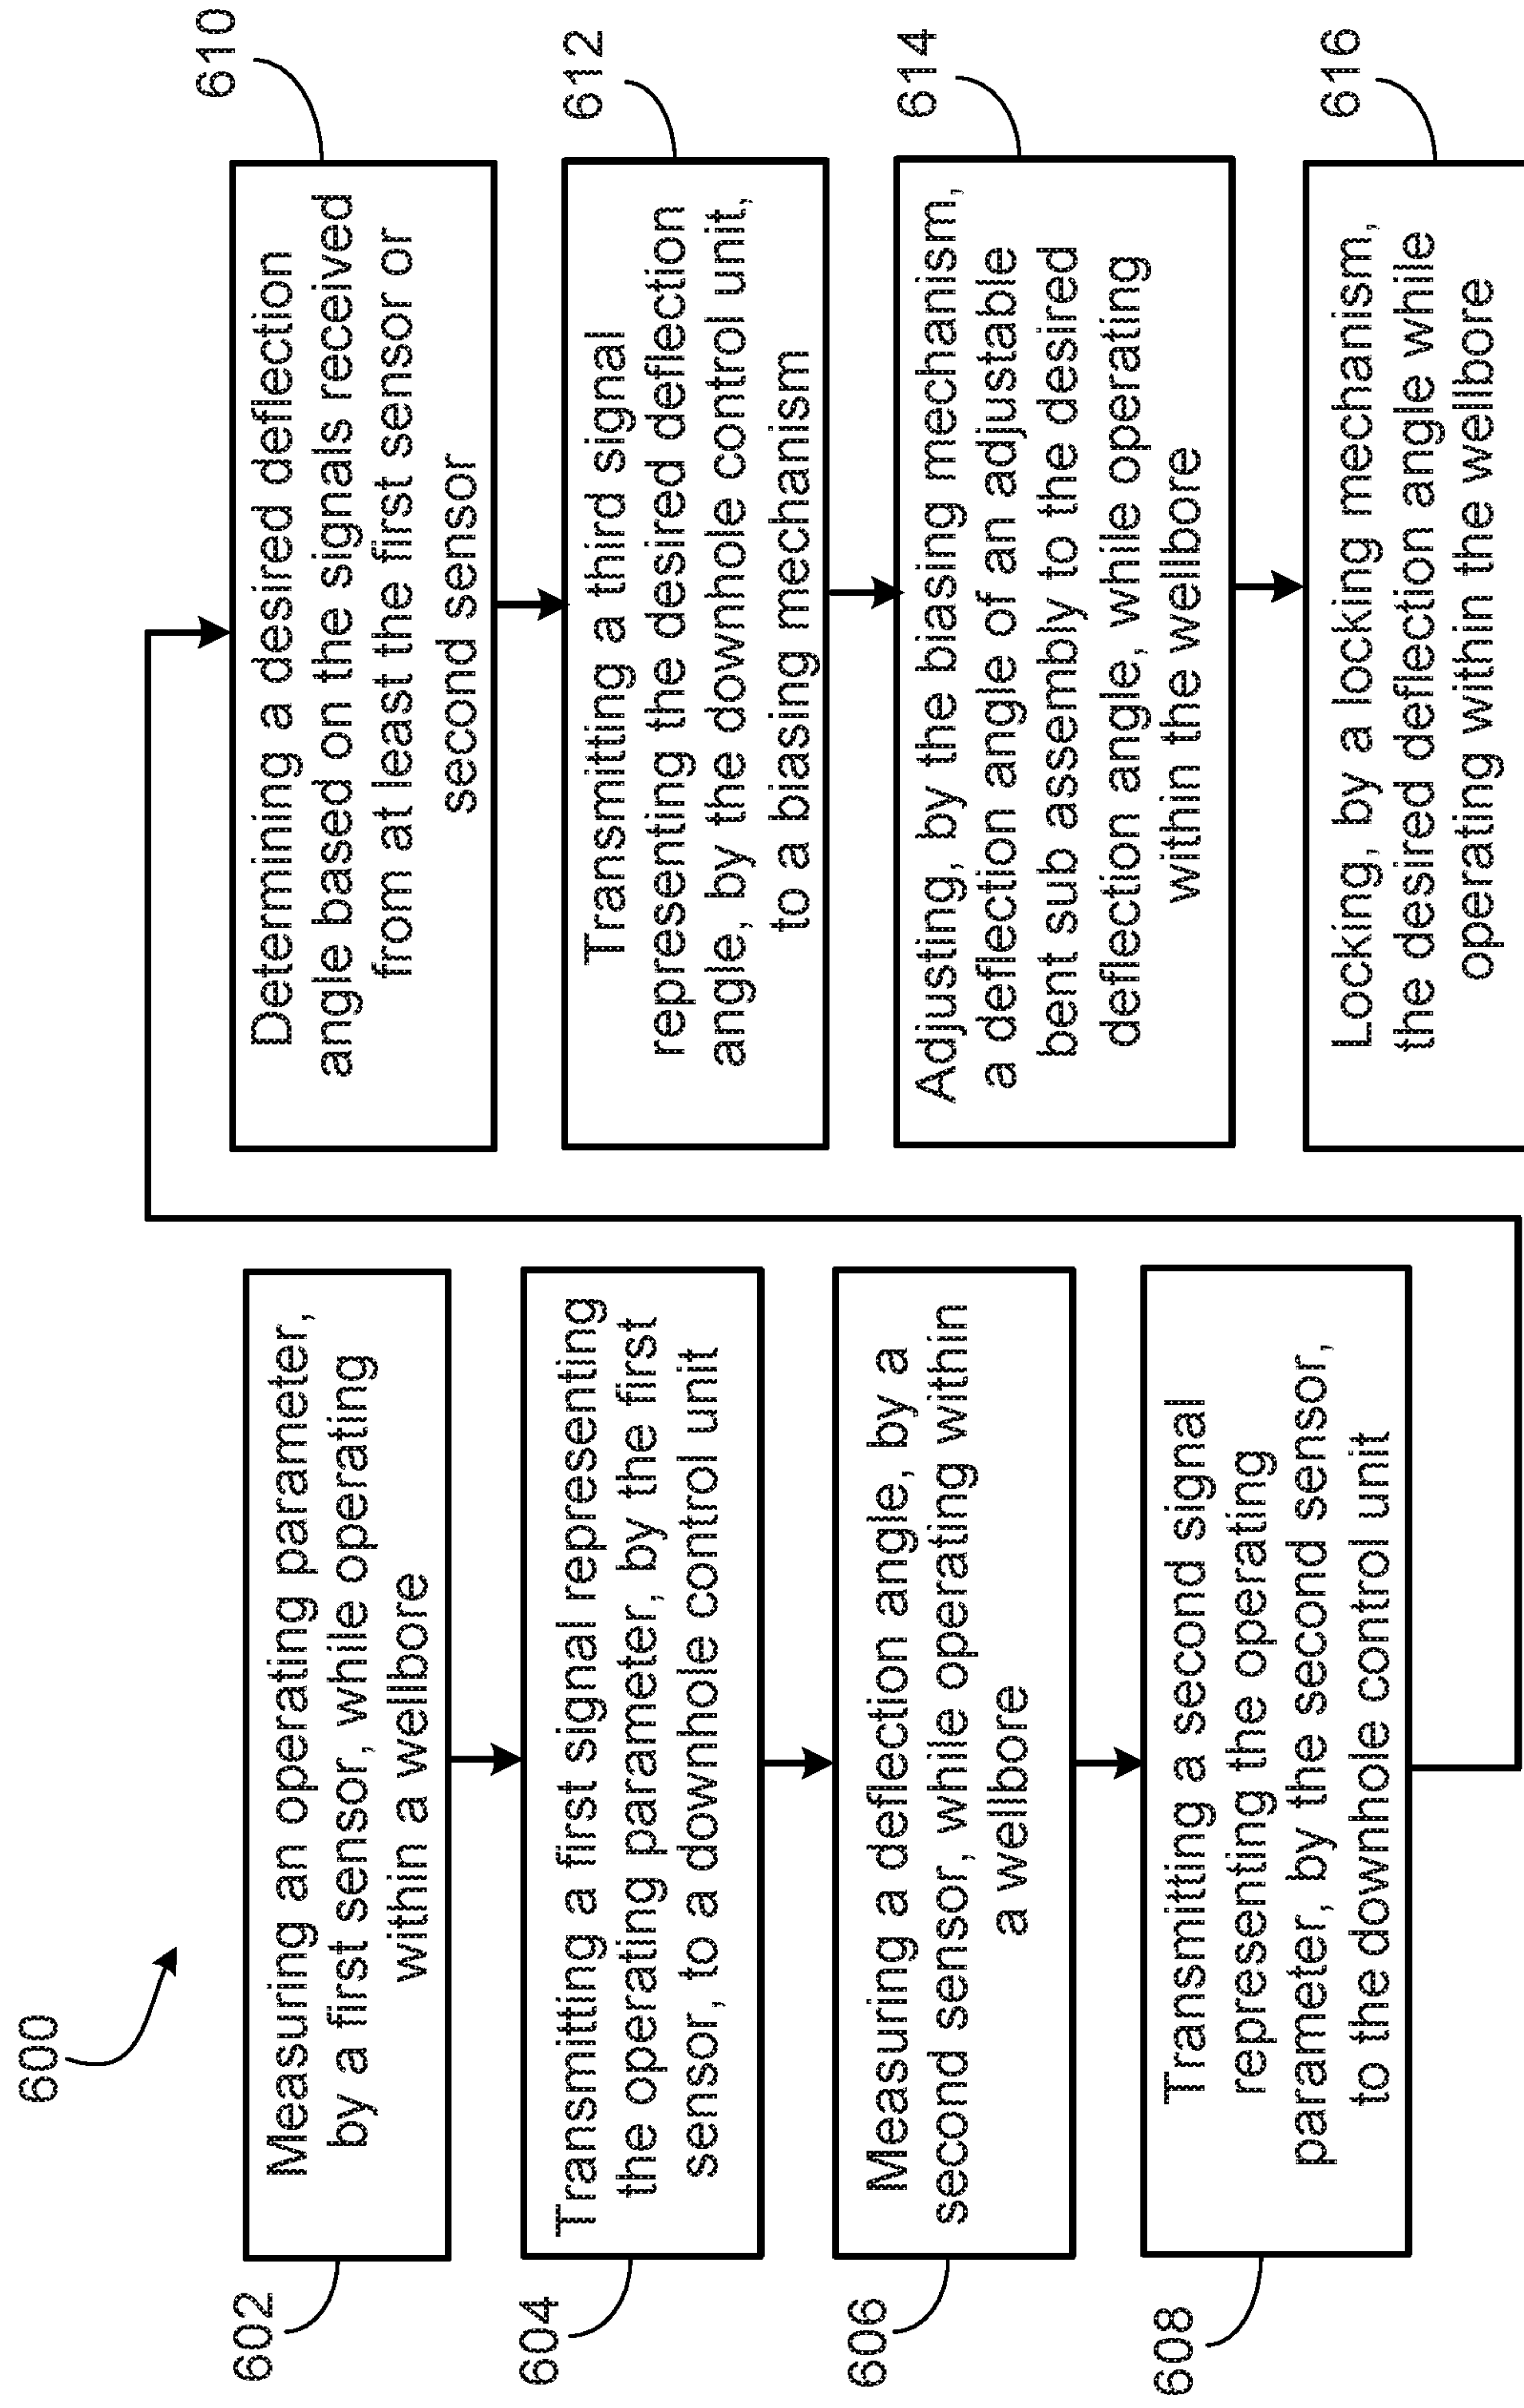 600
602
Measuring an operating parameter,
by a first sensor, while operating
within a wellbore
604
Transmitting a first signal representing
the operating parameter, by the first
sensor, to a downhole control unit
606
Measuring a deflection angle, by a
second sensor, while operating within
a wellbore
608
Transmitting a second signal
representing the operating
parameter, by the second sensor,
to the downhole control unit
610
Determining a desired deflection
angle based on the signals received
from at least the first sensor or
second sensor
612
Transmitting a third signal
representing the desired deflection
angle, by the downhole control unit,
to a biasing mechanism
614
Adjusting, by the biasing mechanism,
a deflection angle of an adjustable
bent sub assembly to the desired
deflection angle, while operating
within the wellbore
616
Locking, by a locking mechanism,
the desired deflection angle while
operating within the wellbore